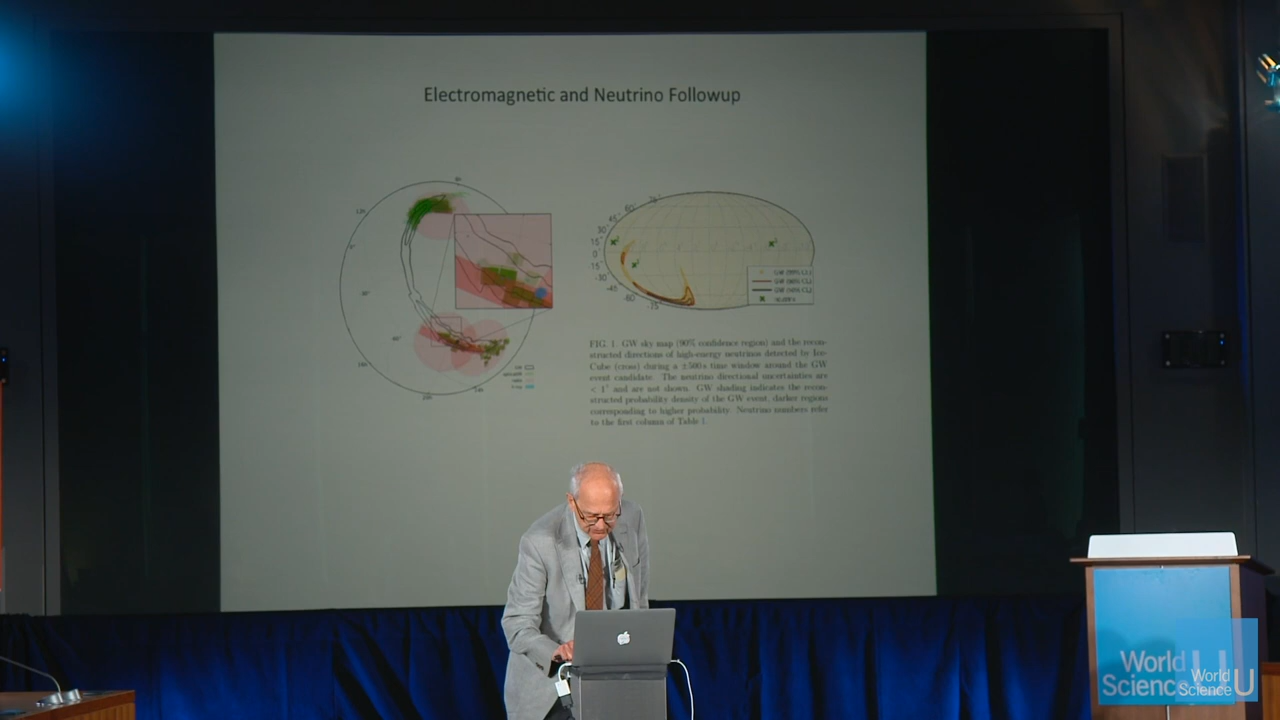 Electromagnetic and Neutrino Followup
FIG. 1. GW sky map (90% confidence region) and the recon-
structed directions of high-energy neutrinos detected by Ice-
Cube (cross) during a ±500 s time window around the GW
event candidate. The neutrino directional uncertainties are
and are not shown. GW shading indicates the recon-
structed probability density of the GW event, darker regions
corresponding to higher probability. Neutrino numbers refer
to the first column of Table
World
Science
U
World
Science
U